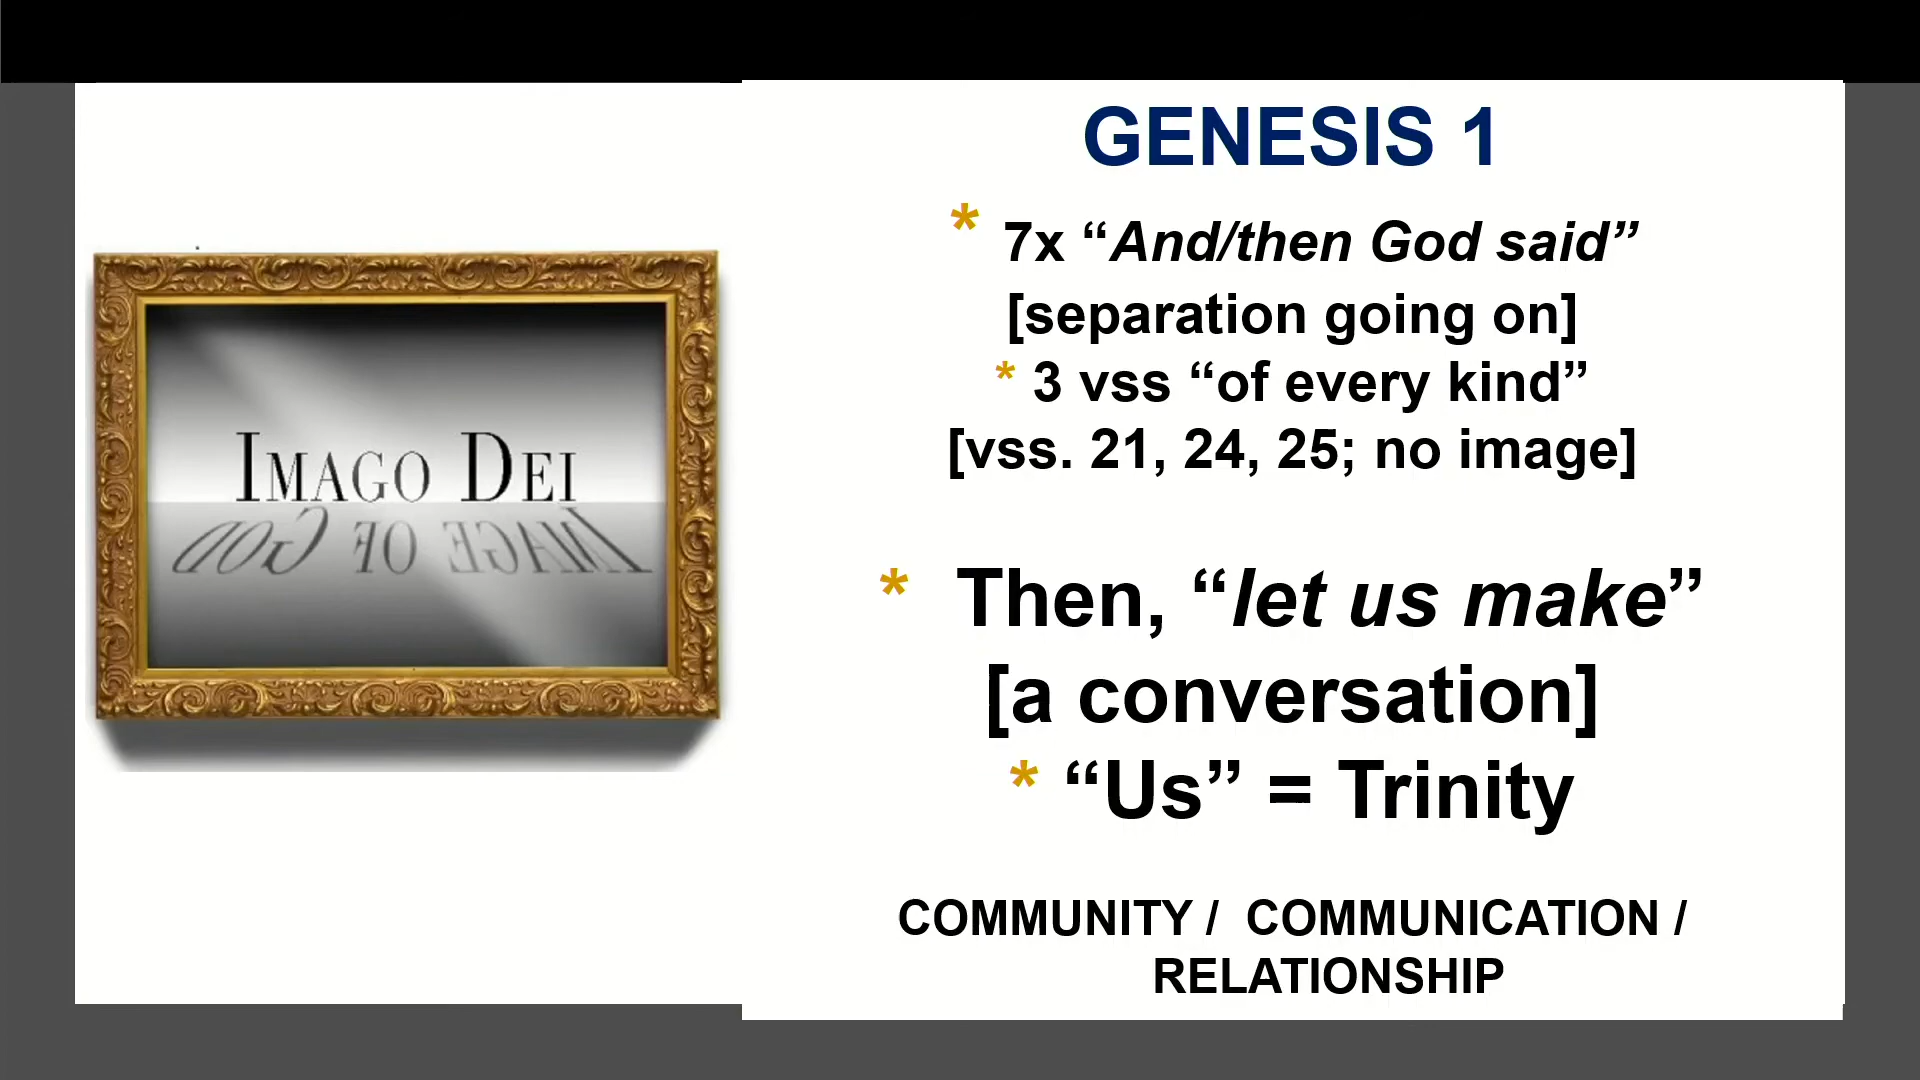 IMAGO DEI
IMAGE OF GOD
GENESIS 1
* 7x “And/then God said”
[separation going on]
* 3 vss “of every kind”
[vss. 21, 24, 25; no image]
* Then, “let us make”
[a conversation]
* “Us” = Trinity
COMMUNITY / COMMUNICATION /
RELATIONSHIP